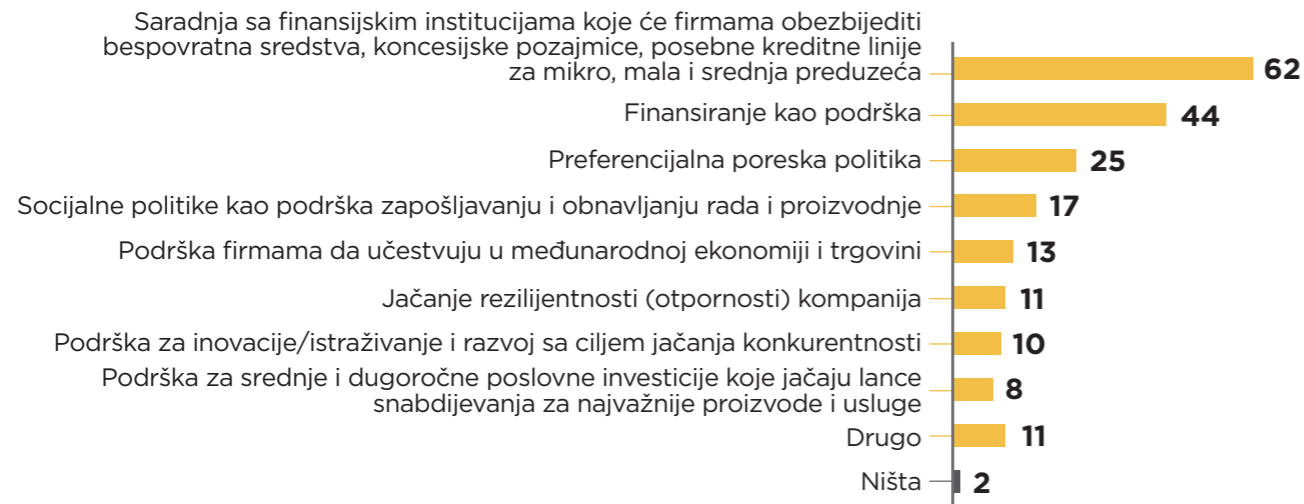 Saradnja sa finansijskim institucijama koje će firmama obezbijediti
bespovratna sredstva, koncesijske pozajmice, posebne kreditne linije
za mikro, mala i srednja preduzeća
62
Finansiranje kao podrška
44
Preferencijalna poreska politika
25
Socijalne politike kao podrška zapošljavanju i obnavljanju rada i proizvodnje
17
Podrška firmama da učestvuju u međunarodnoj ekonomiji i trgovini
13
Jačanje rezilijentnosti (otpornosti) kompanija
11
Podrška za inovacije/istraživanje i razvoj sa ciljem jačanja konkurentnosti
10
Podrška za srednje i dugoročne poslovne investicije koje jačaju lance
snabdijevanja za najvažnije proizvode i usluge
8
Drugo
11
Ništa
2